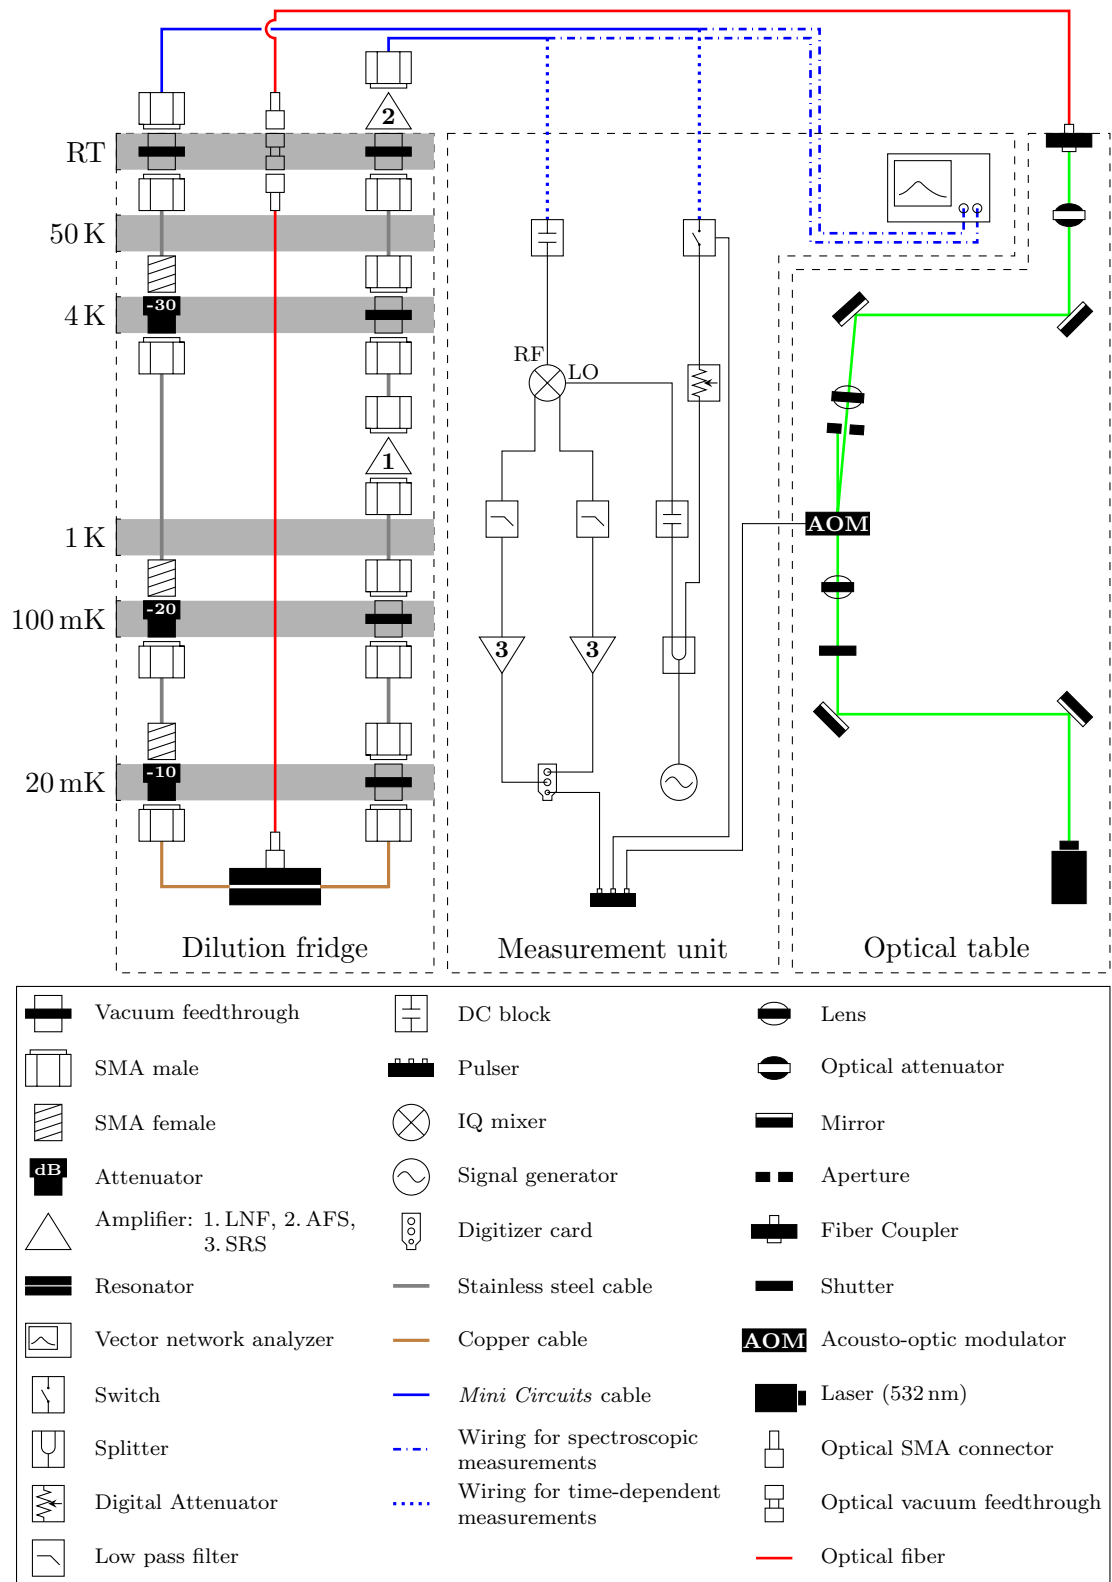 2
RT
50 K
-30
4 K
RF
LO
1
AOM
1 K
-20
100 mK
3
3
-10
20 mK
Dilution fridge
Measurement unit
Optical table
Vacuum feedthrough
DC block
Lens
SMA male
Pulser
Optical attenuator
SMA female
IQ mixer
Mirror
dB
Attenuator
Signal generator
Aperture
Amplifier: 1. LNF, 2. AFS,
3. SRS
Digitizer card
Fiber Coupler
Resonator
Stainless steel cable
Shutter
Vector network analyzer
Copper cable
AOM
Acousto-optic modulator
Switch
Mini Circuits cable
Laser (532 nm)
Splitter
Wiring for spectroscopic
measurements
Optical SMA connector
Digital Attenuator
Wiring for time-dependent
measurements
Optical vacuum feedthrough
Low pass filter
Optical fiber